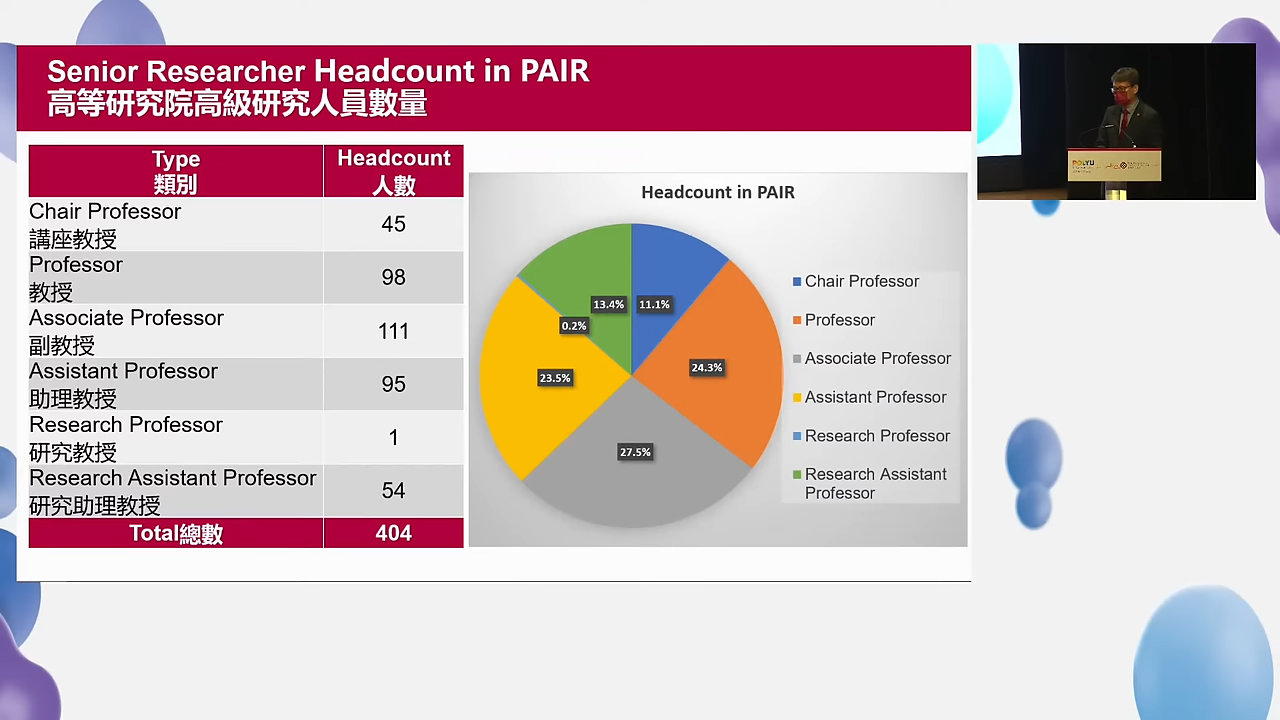 Senior Researcher Headcount in PAIR
高等研究院高級研究人員數量
Type
類別
Headcount
人數
Chair Professor
講座教授
45
Professor
教授
98
Associate Professor
副教授
111
Assistant Professor
助理教授
95
Research Professor
研究教授
1
Research Assistant Professor
研究助理教授
54
Total總數
404
Headcount in PAIR
13.4%
11.1%
0.2%
24.3%
23.5%
27.5%
Chair Professor
Professor
Associate Professor
Assistant Professor
Research Professor
Research Assistant
Professor
POLYU